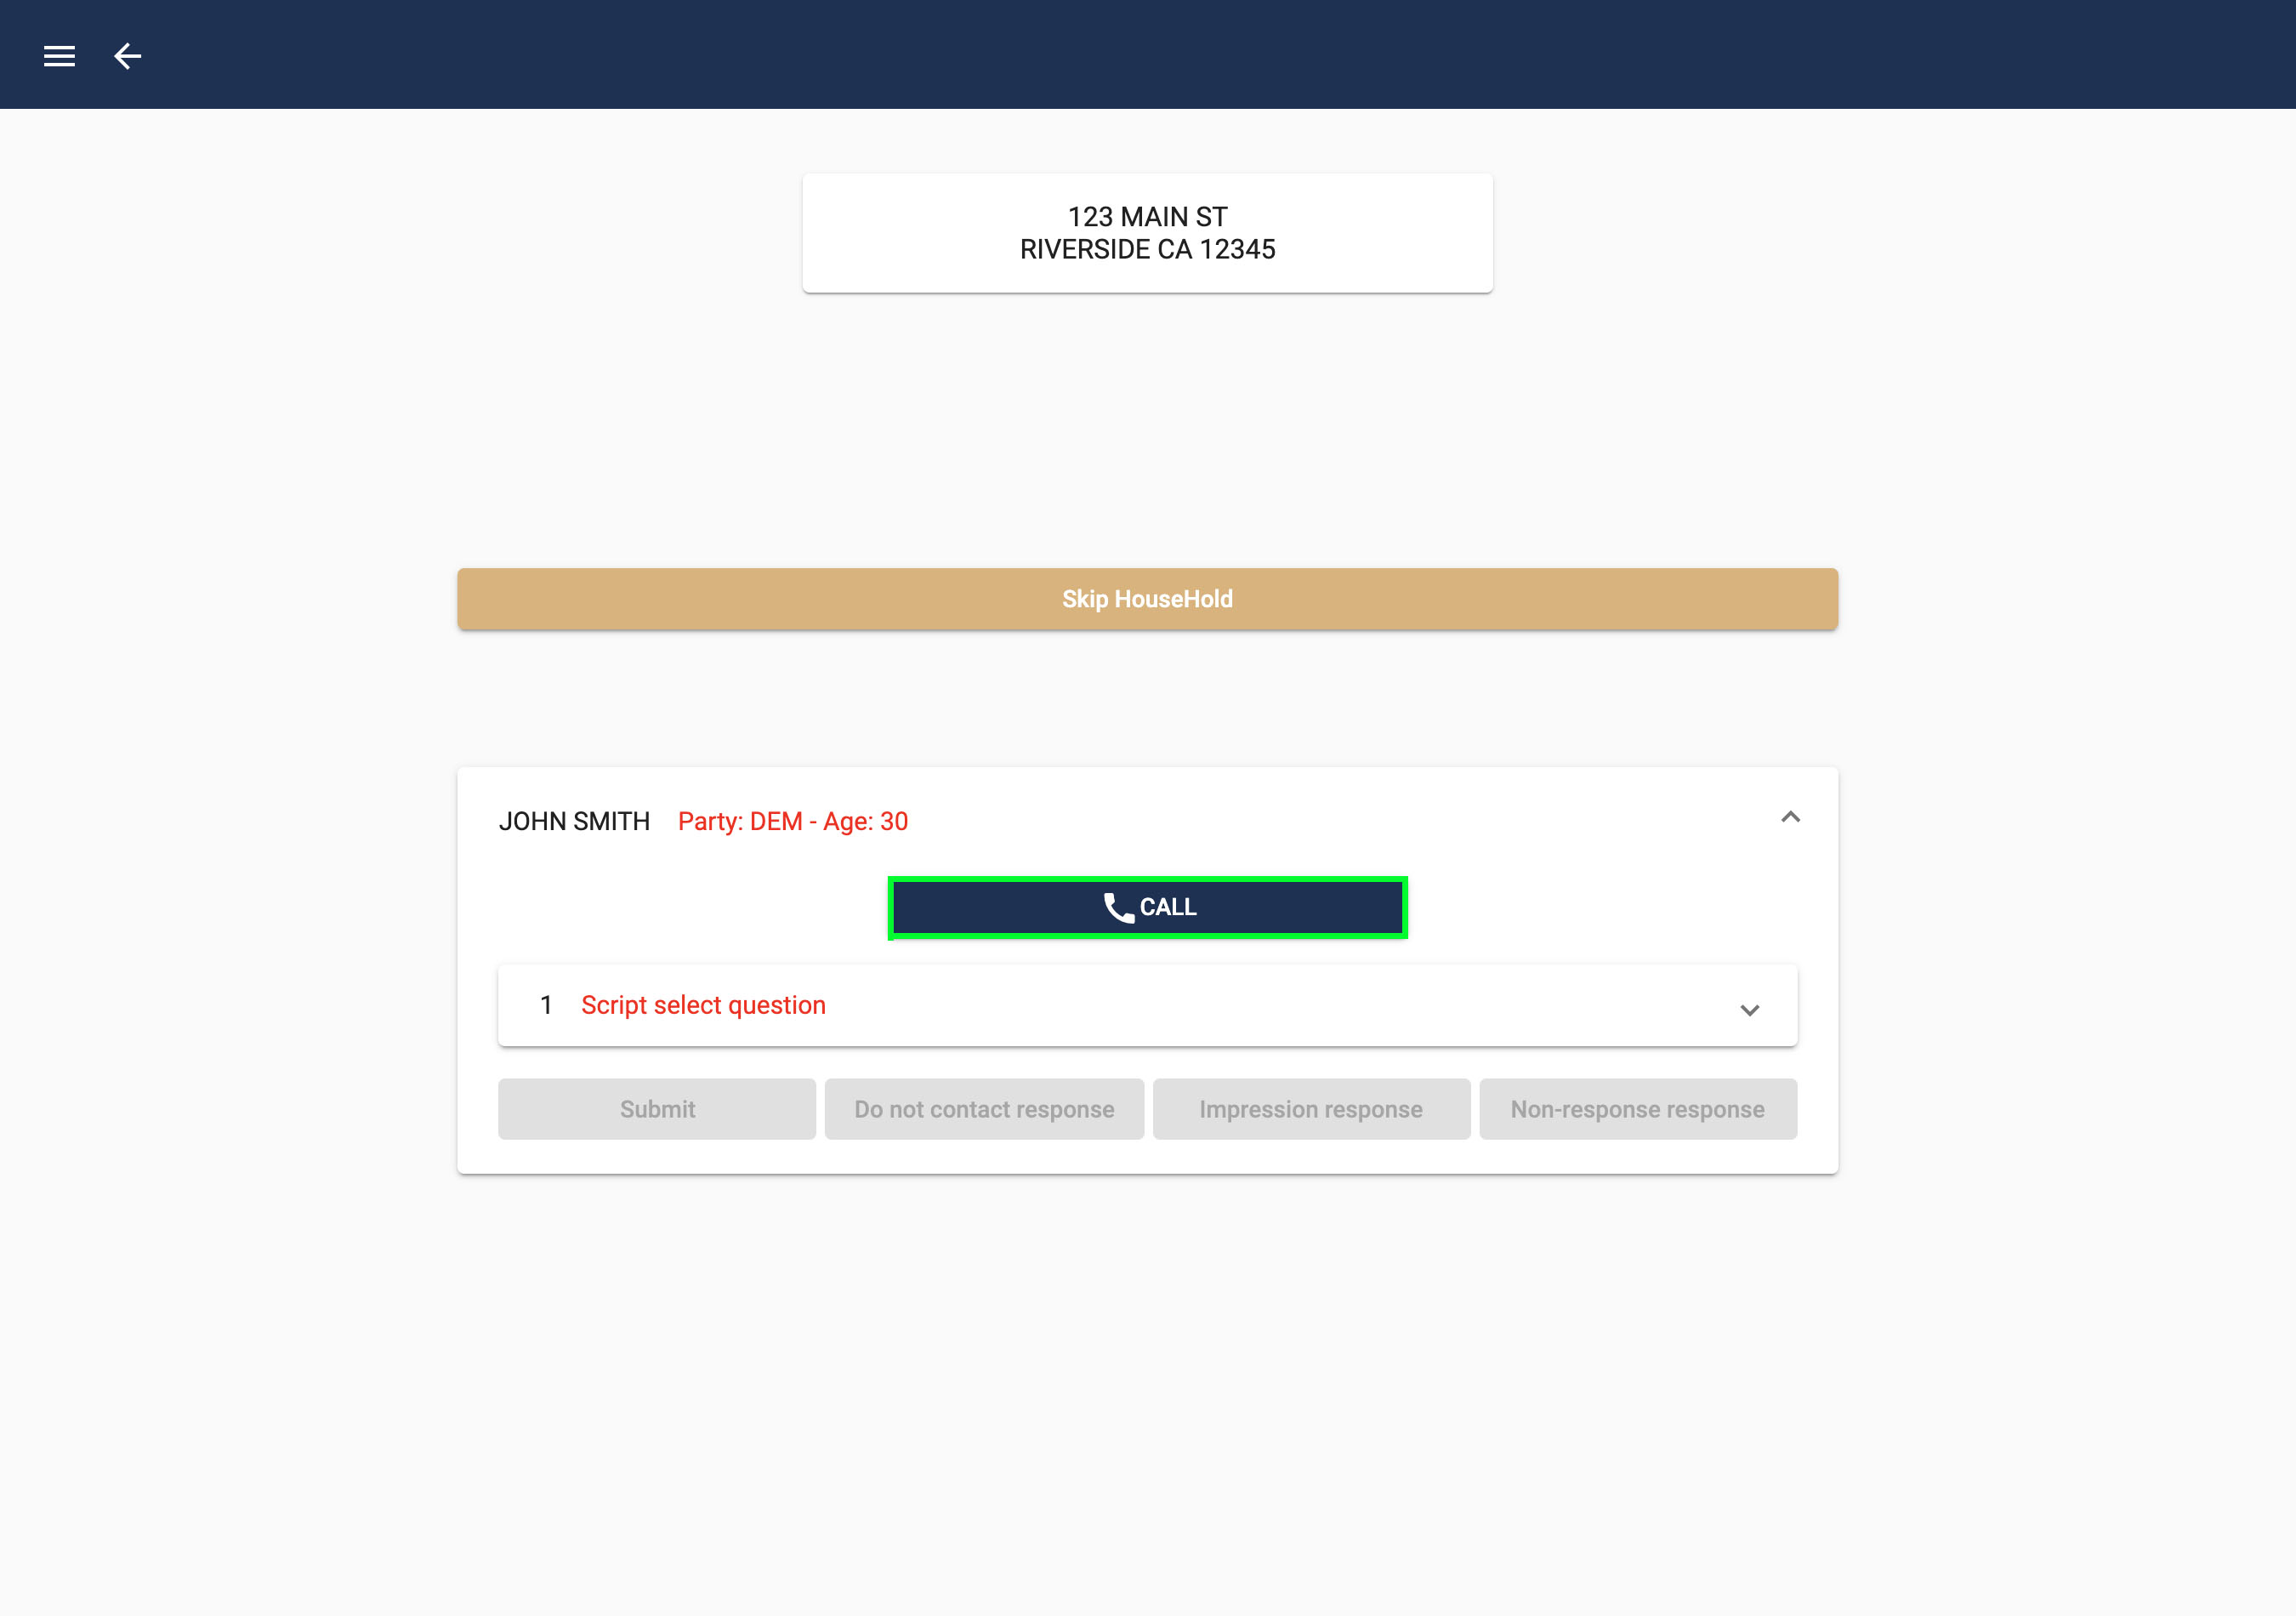 123 MAIN ST
RIVERSIDE CA 12345
Skip HouseHold
JOHN SMITH Party: DEM - Age: 30
CALL
1 Script select question
Submit Do not contact response Impression response Non-response response